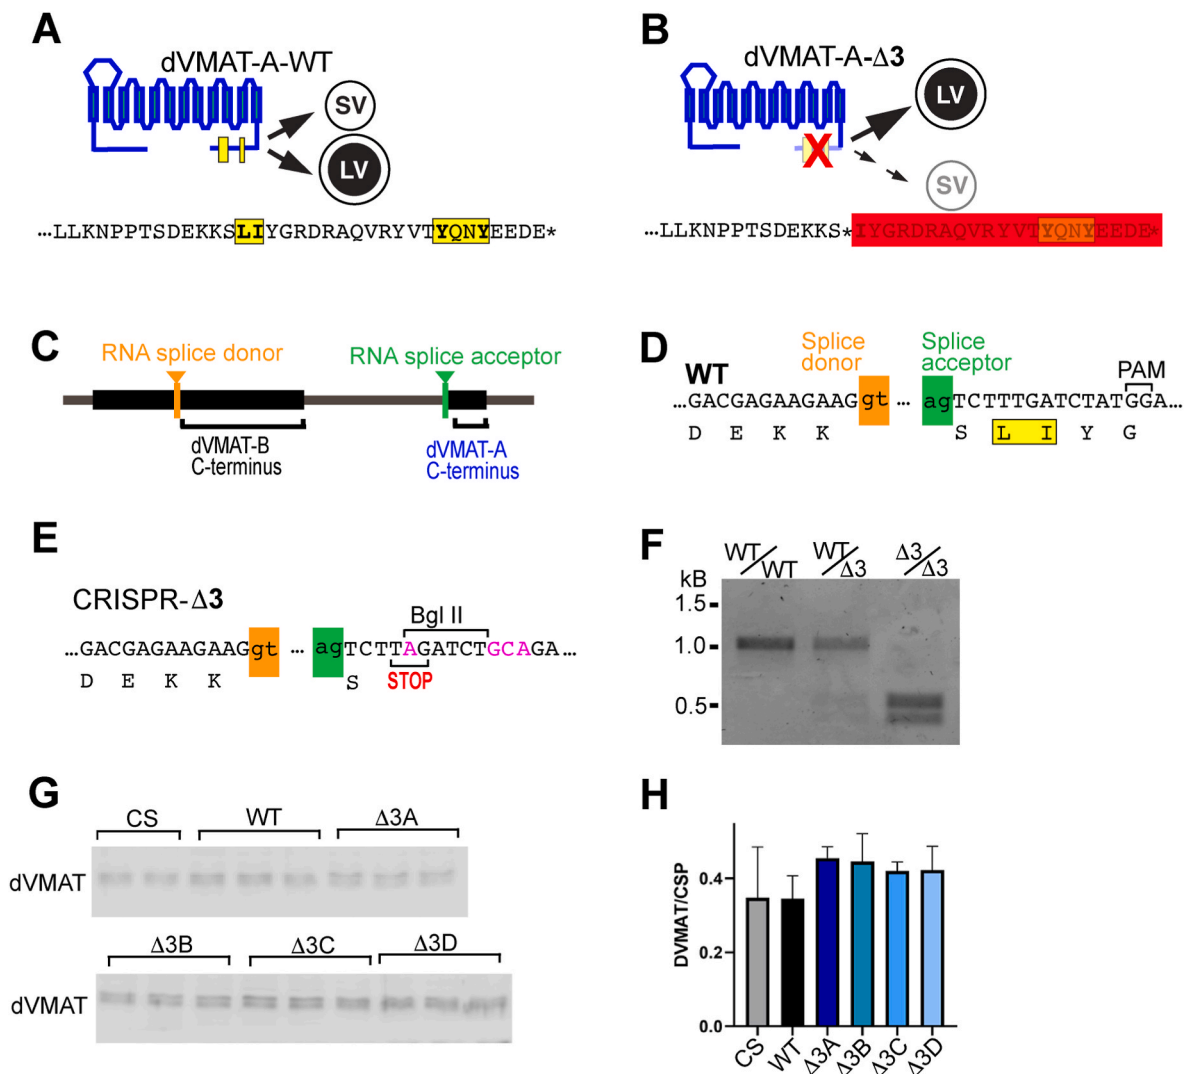 A
dVMAT-A-WT
SV
LV
...LLKNPPTSDEKKSLIYGRDRAQVRYVTYQNYEEDE*
B
dVMAT-A-Δ3
LV
X
SV
...LLKNPPTSDEKKS*IYGRDRAQVRYVTYQNYEEDE*
C
RNA splice donor
RNA splice acceptor
dVMAT-B
C-terminus
dVMAT-A
C-terminus
D
WT
Splice
donor
Splice
acceptor
PAM
...GACGAGAAGAAGgt ... agTCTTTGATCTATGGA...
D E K K S L I Y G
E
CRISPR-Δ3
Bgl II
...GACGAGAAGAAGgt ... agTCTTAGATCTGCAGA...
D E K K S STOP
F
WT/WT WT/Δ3 Δ3/Δ3
kB
1.5
1.0
0.5
G
CS WT Δ3A
dVMAT
Δ3B Δ3C Δ3D
dVMAT
H
DVMAT/CSP
0.4
0.2
0.0
CS WT Δ3A Δ3B Δ3C Δ3D